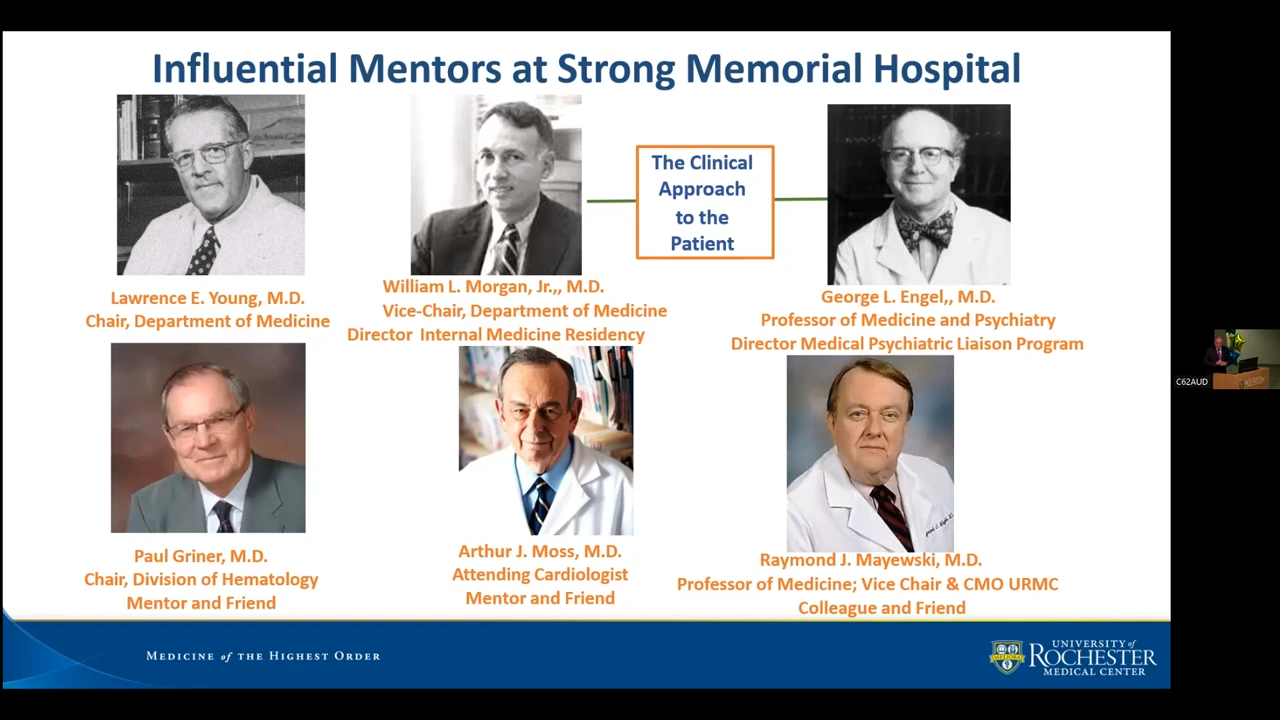 Influential Mentors at Strong Memorial Hospital
The Clinical
Approach
to the
Patient
Lawrence E. Young, M.D.
Chair, Department of Medicine
William L. Morgan, Jr.,, M.D.
Vice-Chair, Department of Medicine
Director Internal Medicine Residency
George L. Engel,, M.D.
Professor of Medicine and Psychiatry
Director Medical Psychiatric Liaison Program
Paul Griner, M.D.
Chair, Division of Hematology
Mentor and Friend
Arthur J. Moss, M.D.
Attending Cardiologist
Mentor and Friend
Raymond J. Mayewski, M.D.
Professor of Medicine; Vice Chair & CMO URMC
Colleague and Friend
MEDICINE of THE HIGHEST ORDER
UNIVERSITY of
ROCHESTER
MEDICAL CENTER
C62AUD